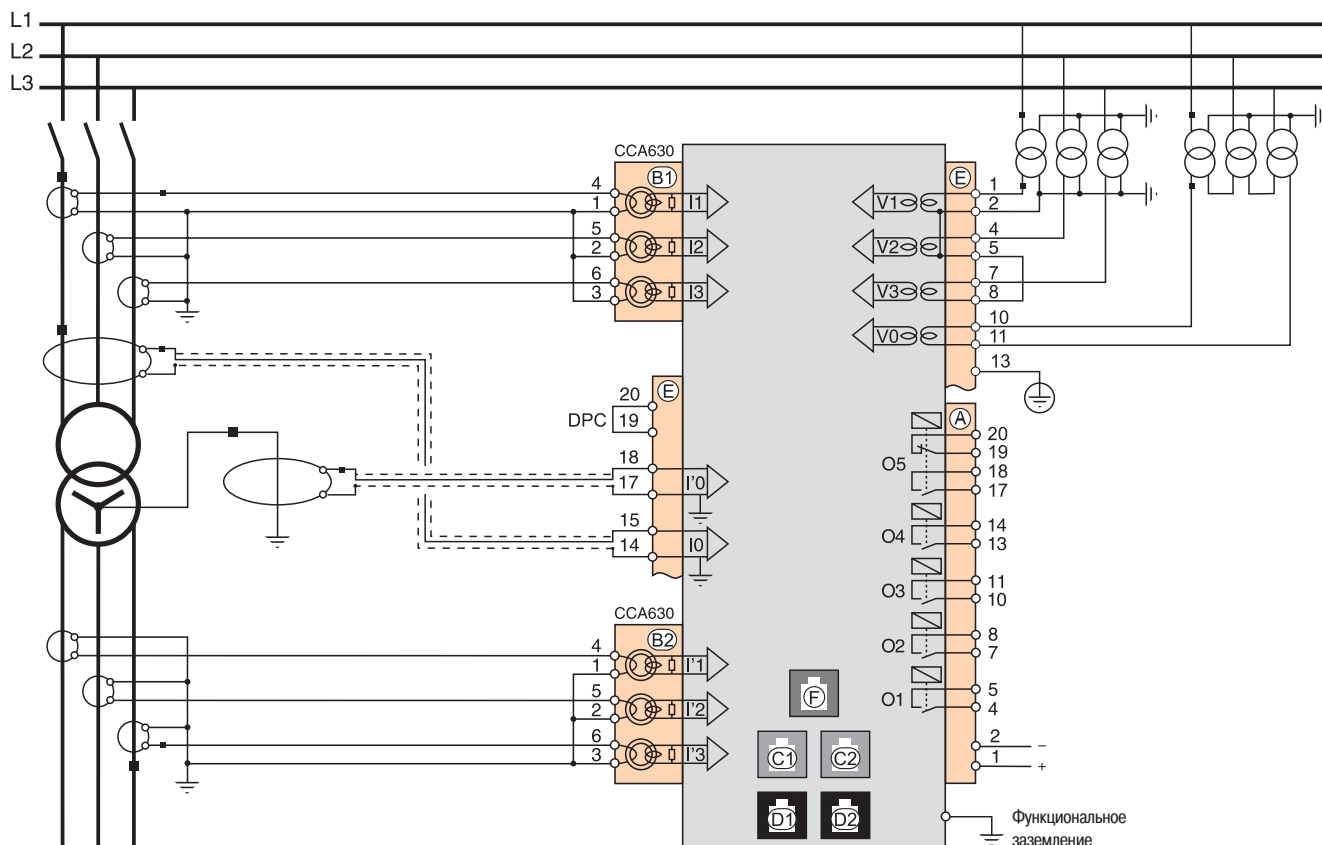 L1
L2
L3
CCA630
B1
4
1
5
2
6
3
I1
I2
I3
E
V1
V2
V3
V0
1
2
4
5
7
8
10
11
13
E
20
DPC 19
18
17
15
14
I'0
I0
A
O5
20
19
18
17
O4
14
13
O3
11
10
O2
8
7
O1
5
4
2 –
1 +
CCA630
B2
4
1
5
2
6
3
I'1
I'2
I'3
F
C1
C2
D1
D2
Функциональное
заземление